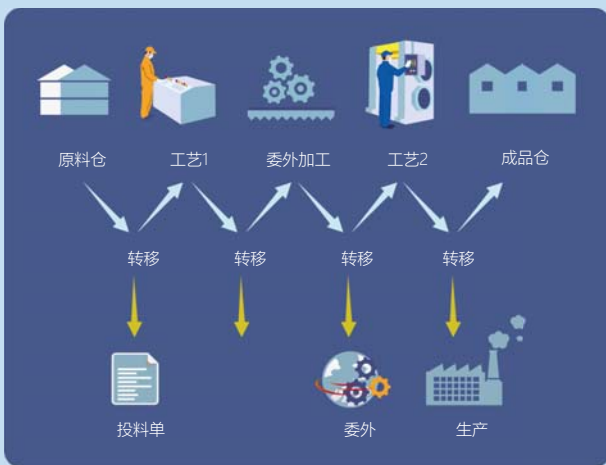 原料仓 工艺1 委外加工 工艺2 成品仓
转移 转移 转移 转移
投料单 委外 生产